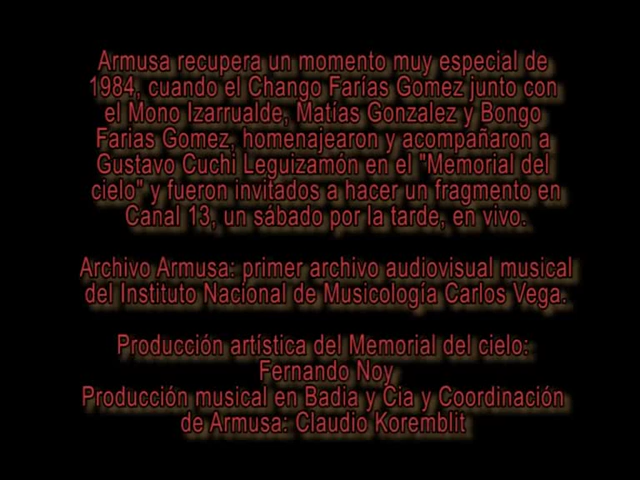 Armusa recupera un momento muy especial de
1984, cuando el Chango Farías Gomez junto con
el Mono Izarrualde, Matías Gonzalez y Bongo
Farias Gomez, homenajearon y acompañaron a
Gustavo Cuchi Leguizamón en el "Memorial del
cielo" y fueron invitados a hacer un fragmento en
Canal 13, un sábado por la tarde, en vivo.
Archivo Armusa: primer archivo audiovisual musical
del Instituto Nacional de Musicología Carlos Vega.
Producción artística del Memorial del cielo:
Fernando Noy
Producción musical en Badia y Cia y Coordinación
de Armusa: Claudio Koremblit